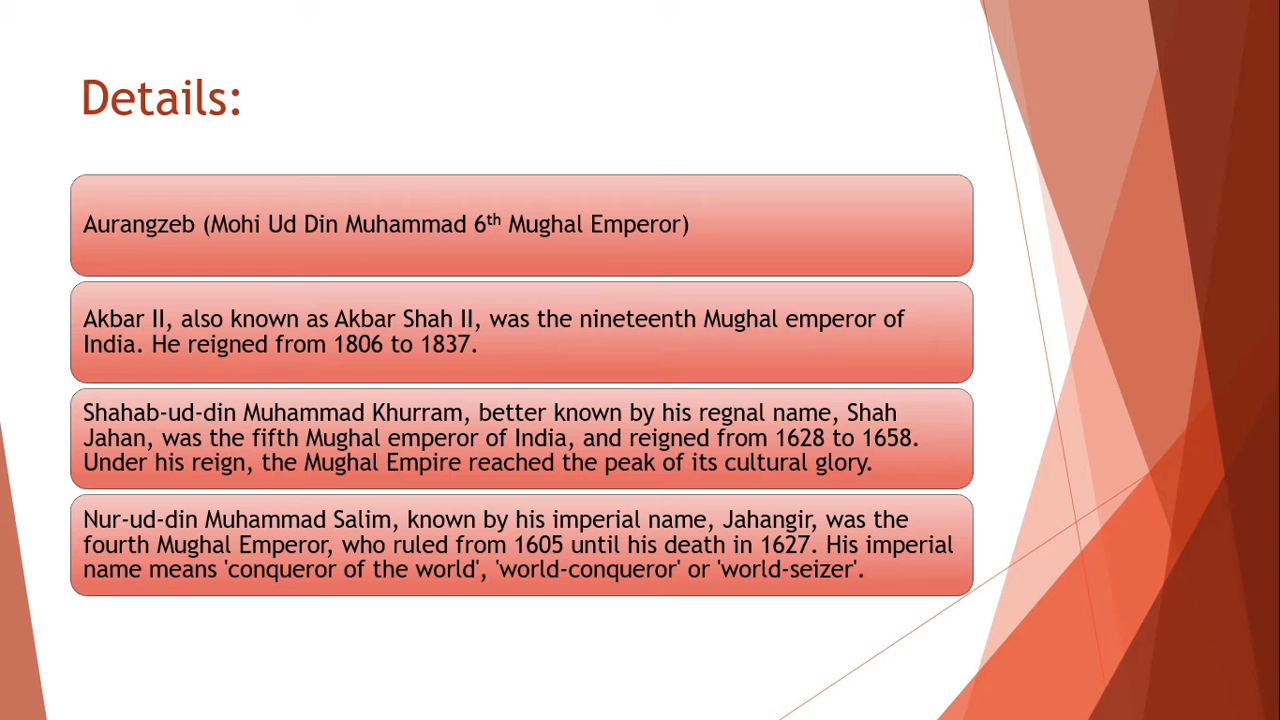 Details:
Aurangzeb (Mohi Ud Din Muhammad 6th Mughal Emperor)
Akbar II, also known as Akbar Shah II, was the nineteenth Mughal emperor of
India. He reigned from 1806 to 1837.
Shahab-ud-din Muhammad Khurram, better known by his regnal name, Shah
Jahan, was the fifth Mughal emperor of India, and reigned from 1628 to 1658.
Under his reign, the Mughal Empire reached the peak of its cultural glory.
Nur-ud-din Muhammad Salim, known by his imperial name, Jahangir, was the
fourth Mughal Emperor, who ruled from 1605 until his death in 1627. His imperial
name means 'conqueror of the world', 'world-conqueror' or 'world-seizer'.